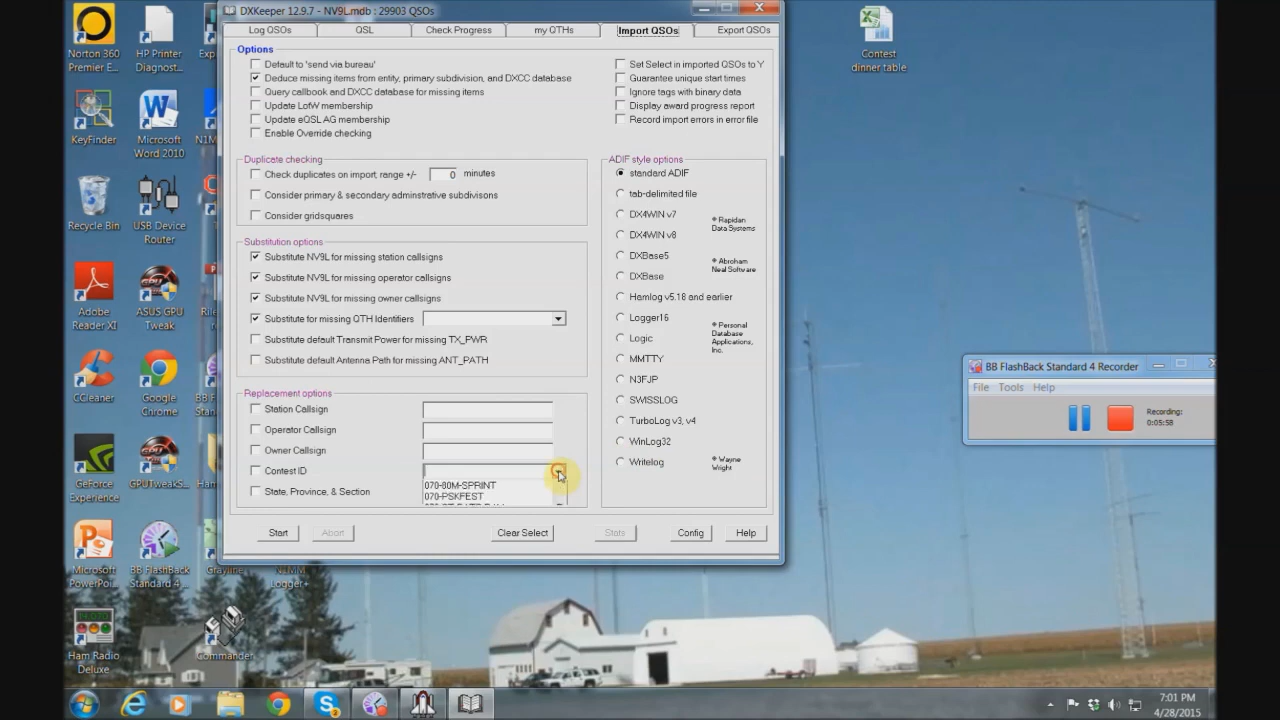 DXKeeper 12.9.7 - NV9L.mdb : 29903 QSOs
Log QSOs
QSL
Check Progress
my QTHs
Import QSOs
Export QSOs
Options
Default to 'send via bureau'
Deduce missing items from entity, primary subdivision, and DXCC database
Query callbook and DXCC database for missing items
Update LotW membership
Update eQSL AG membership
Enable Override checking
Set Select in imported QSOs to 'Y'
Guarantee unique start times
Ignore tags with binary data
Display award progress report
Record import errors in error file
Duplicate checking
Check duplicates on import, range +/-
0
minutes
Consider primary & secondary adminstrative subdivisons
Consider gridsquares
Substitution options
Substitute NV9L for missing station callsigns
Substitute NV9L for missing operator callsigns
Substitute NV9L for missing owner callsigns
Substitute for missing QTH Identifiers
Substitute default Transmit Power for missing TX_PWR
Substitute default Antenna Path for missing ANT_PATH
Replacement options
Station Callsign
Operator Callsign
Owner Callsign
Contest ID
070-80M-SPRINT
070-PSKFEST
State, Province, & Section
ADIF style options
standard ADIF
tab-delimited file
DX4WIN v7
DX4WIN v8
DXBase5
DXBase
Hamlog v5.18 and earlier
Logger16
Logic
MMTTY
N3FJP
SWISSLOG
TurboLog v3, v4
WinLog32
Writelog
* Rapidan
Data Systems
* Abraham
Neal Software
* Personal
Database
Applications,
Inc.
* Wayne
Wright
Start
Abort
Clear Select
Stats
Config
Help
Norton 360
Premier E...
HP Printer
Diagnost...
KeyFinder
Microsoft
Word 2010
Recycle Bin
USB Device
Router
Adobe
Reader XI
ASUS GPU
Tweak
CCleaner
Google
Chrome
GeForce
Experience
GPUTweakS...
Microsoft
PowerPoi...
BB FlashBack
Standard 4 ...
Grayline
N1MM
Logger+
Ham Radio
Deluxe
Commander
Contest
dinner table
BB FlashBack Standard 4 Recorder
File
Tools
Help
Recording:
0:05:58
7:01 PM
4/28/2015